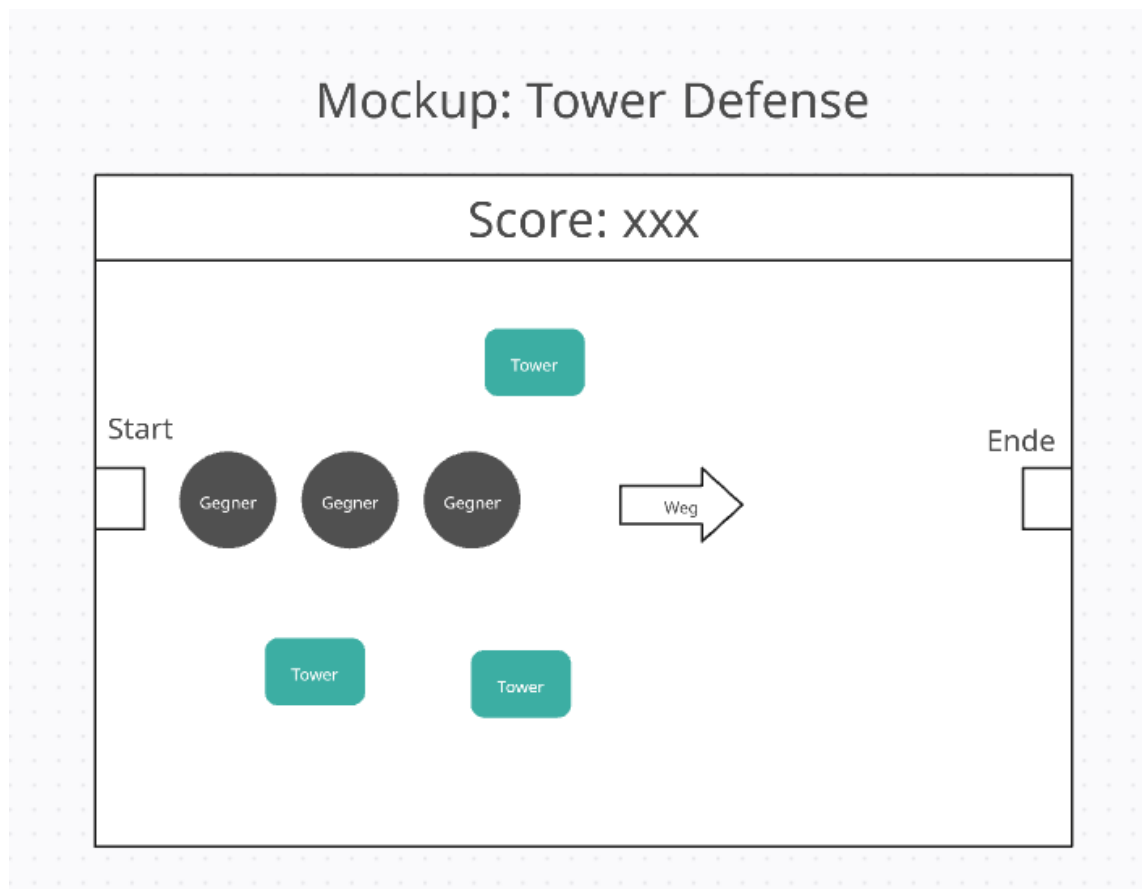 Mockup: Tower Defense
Score: xxx
Tower
Start
Ende
Gegner
Gegner
Gegner
Weg
Tower
Tower